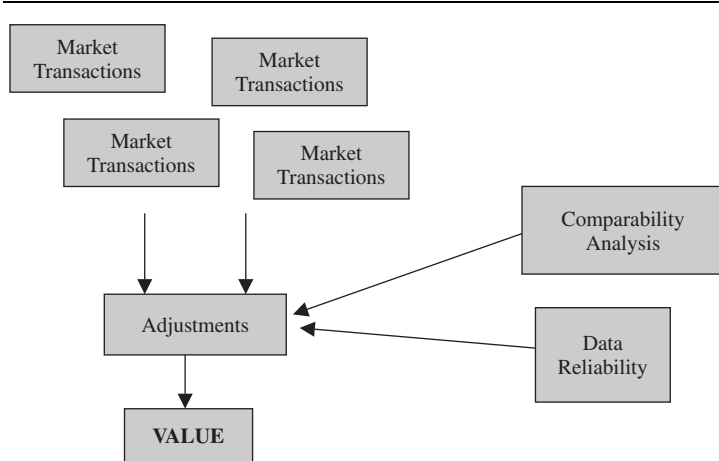 Market
Transactions
Market
Transactions
Market
Transactions
Market
Transactions
Comparability
Analysis
Adjustments
Data
Reliability
VALUE